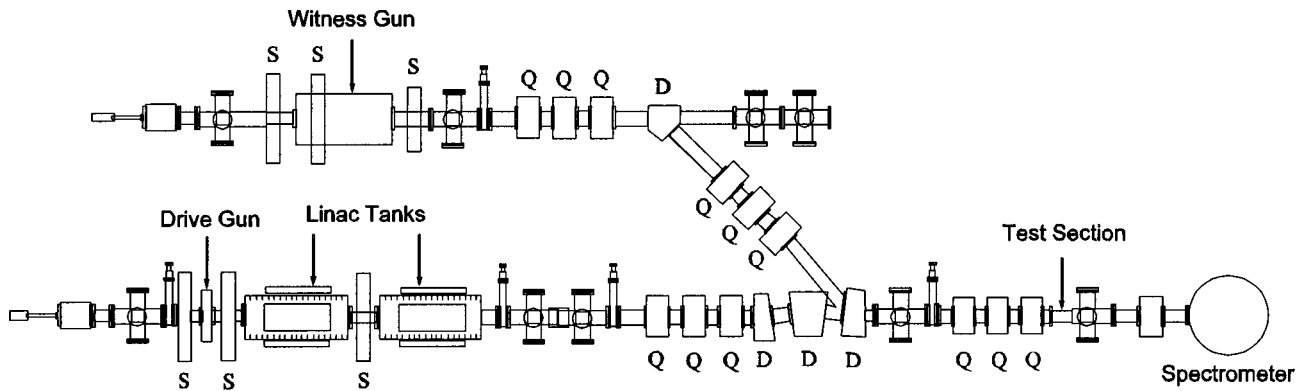 Witness Gun
S S S
Q Q Q D
Q
Q
Q
Drive Gun Linac Tanks
Test Section
S S S
Q Q Q D D D
Q Q Q
Spectrometer